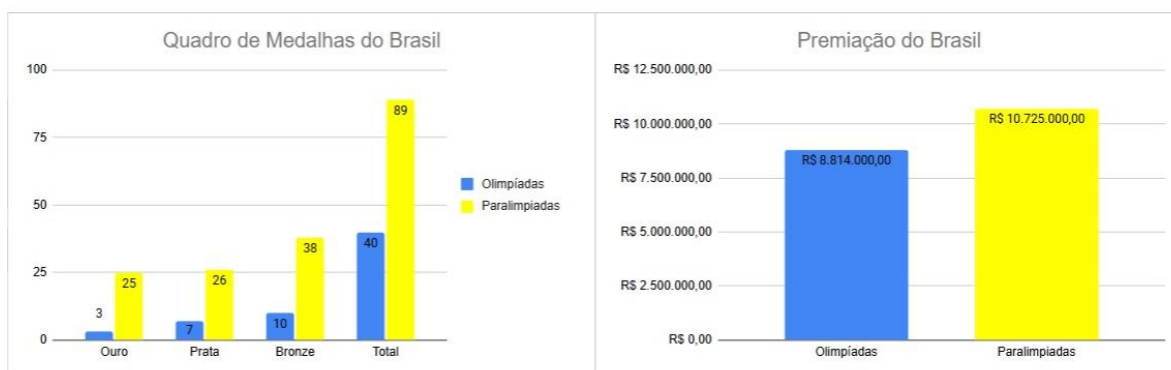 Quadro de Medalhas do Brasil
100
75
50
25
0
3
25
7
26
10
38
40
89
Ouro
Prata
Bronze
Total
Olimpíadas
Paralimpiadas
Premiação do Brasil
R$ 12.500.000,00
R$ 10.000.000,00
R$ 7.500.000,00
R$ 5.000.000,00
R$ 2.500.000,00
R$ 0,00
R$ 8.814.000,00
R$ 10.725.000,00
Olimpíadas
Paralimpiadas